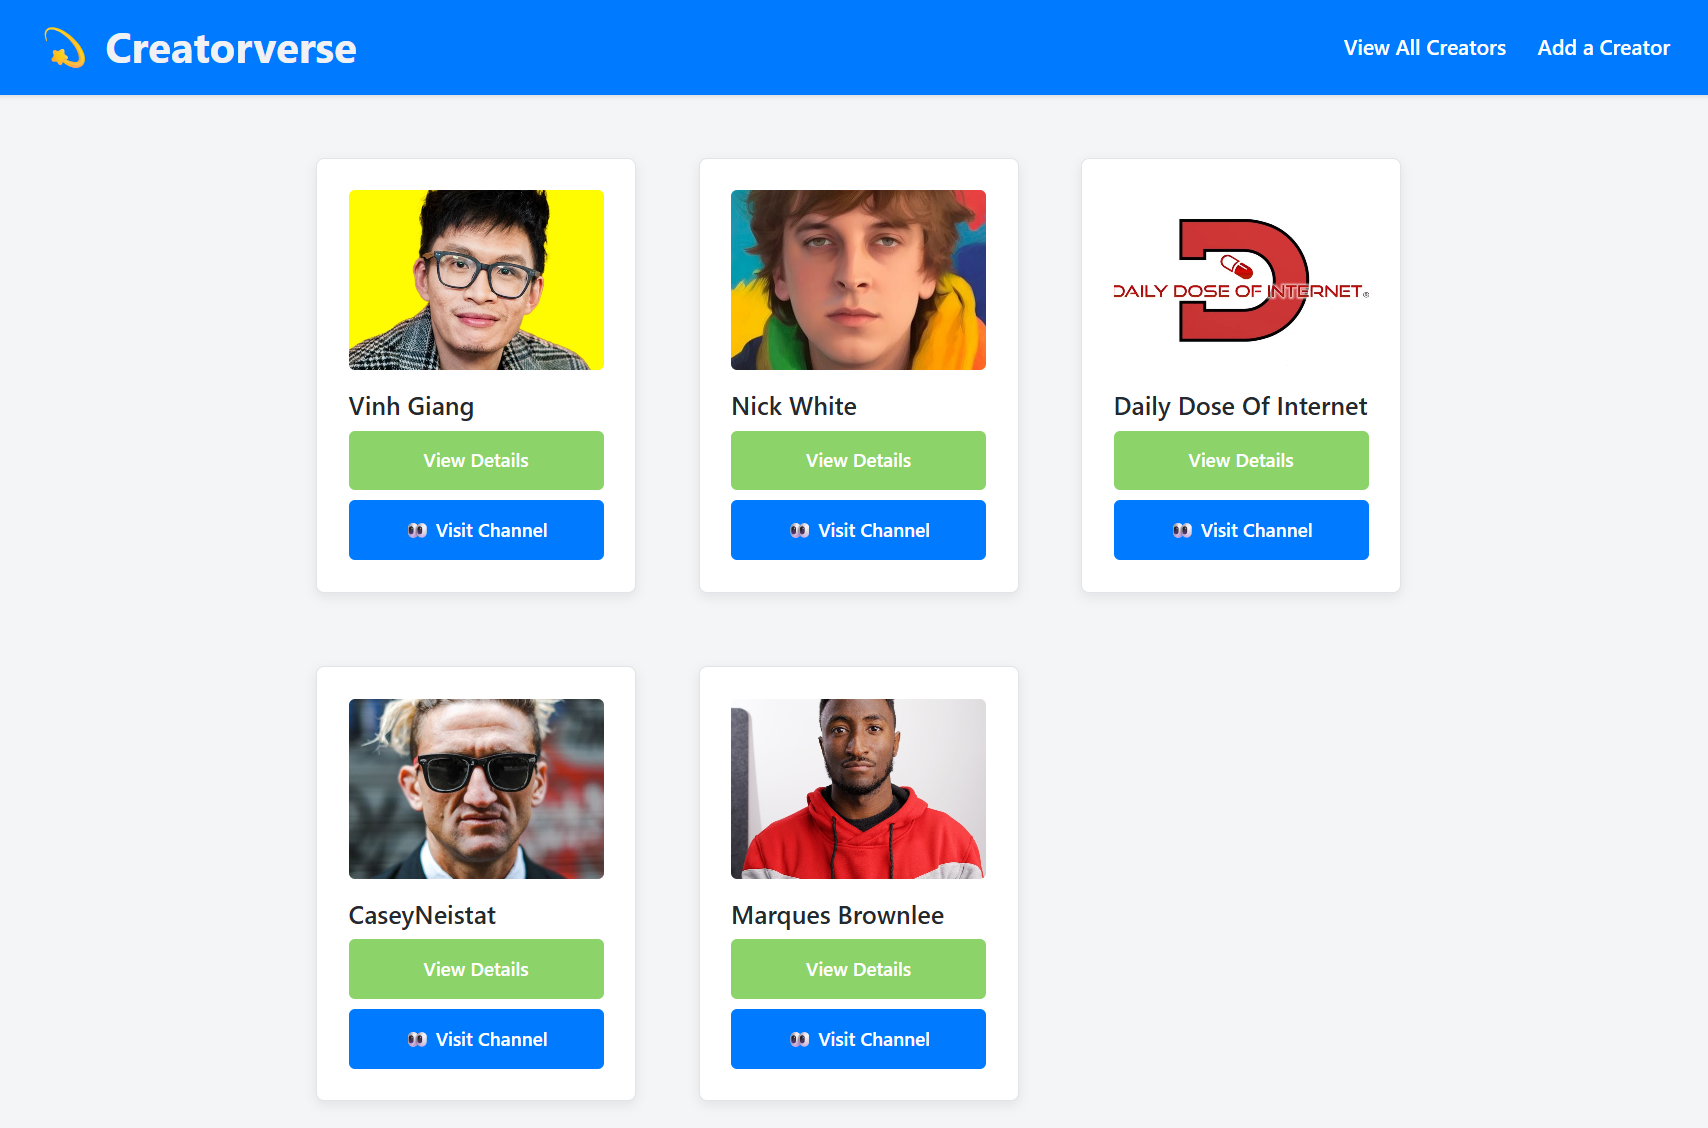 Creatorverse
View All Creators
Add a Creator
DAILY DOSE OF INTERNET®
Vinh Giang
Nick White
Daily Dose Of Internet
View Details
View Details
View Details
Visit Channel
Visit Channel
Visit Channel
CaseyNeistat
Marques Brownlee
View Details
View Details
Visit Channel
Visit Channel